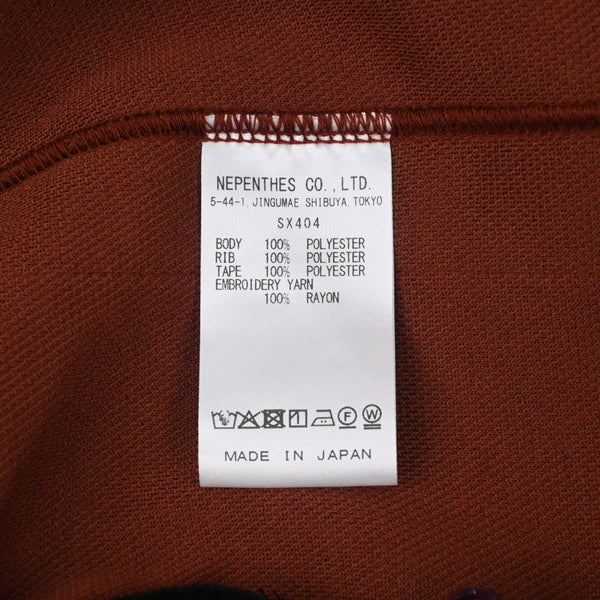 NEPENTHES CO.,LTD.
5-44-1, JINGUMAE SHIBUYA, TOKYO
SX404
BODY 100% POLYESTER
RIB 100% POLYESTER
TAPE 100% POLYESTER
EMBROIDERY YARN
100% RAYON
F W
MADE IN JAPAN